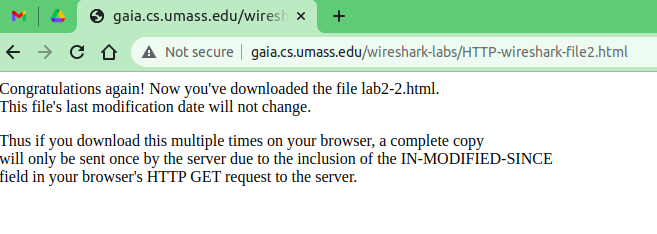 gaia.cs.umass.edu/wiresh
Not secure | gaia.cs.umass.edu/wireshark-labs/HTTP-wireshark-file2.html
Congratulations again! Now you've downloaded the file lab2-2.html.
This file's last modification date will not change.
Thus if you download this multiple times on your browser, a complete copy
will only be sent once by the server due to the inclusion of the IN-MODIFIED-SINCE
field in your browser's HTTP GET request to the server.